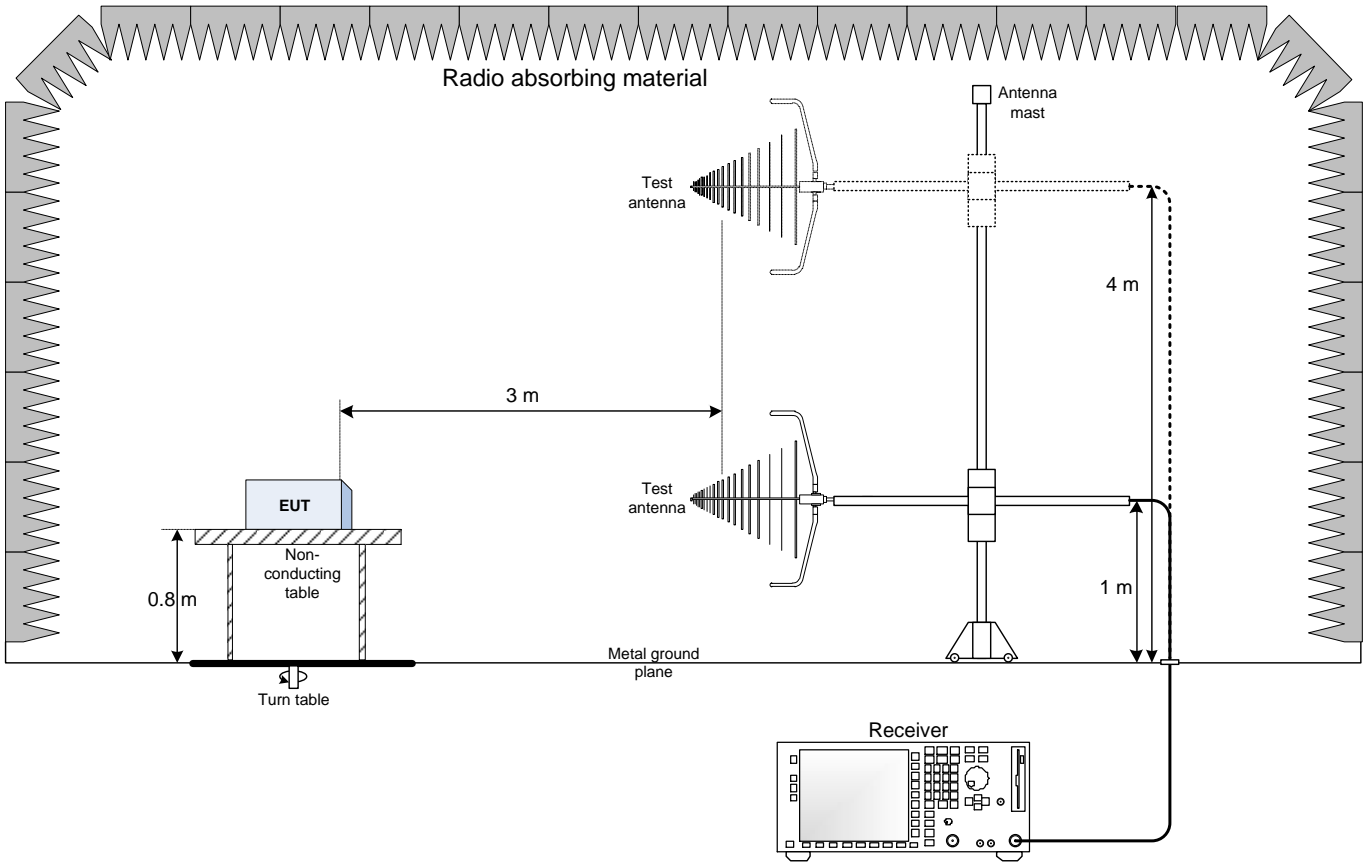 Radio absorbing material
Antenna
mast
Test
antenna
4 m
3 m
Test
antenna
EUT
Non-
conducting
table
0.8 m
1 m
Metal ground
plane
Turn table
Receiver